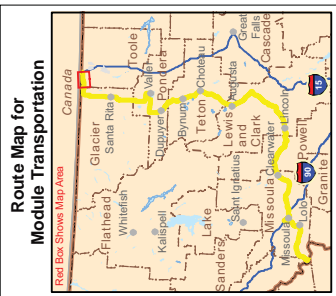 Route Map for
Module Transportation
Red Box Shows Map Area
Canada
Glacier
Toole
Santa Rita
Flathead
Whitefish
Valier
Pondera
Dupuyer
Kalispell
Bynum
Choteau
Teton
Great
Falls
Lake
Augusta
Cascade
Lewis
and
Clark
Saint Ignatius
Sanders
Lincoln
15
Missoula
Clearwater
Powell
90
Missoula
Lolo
Granite